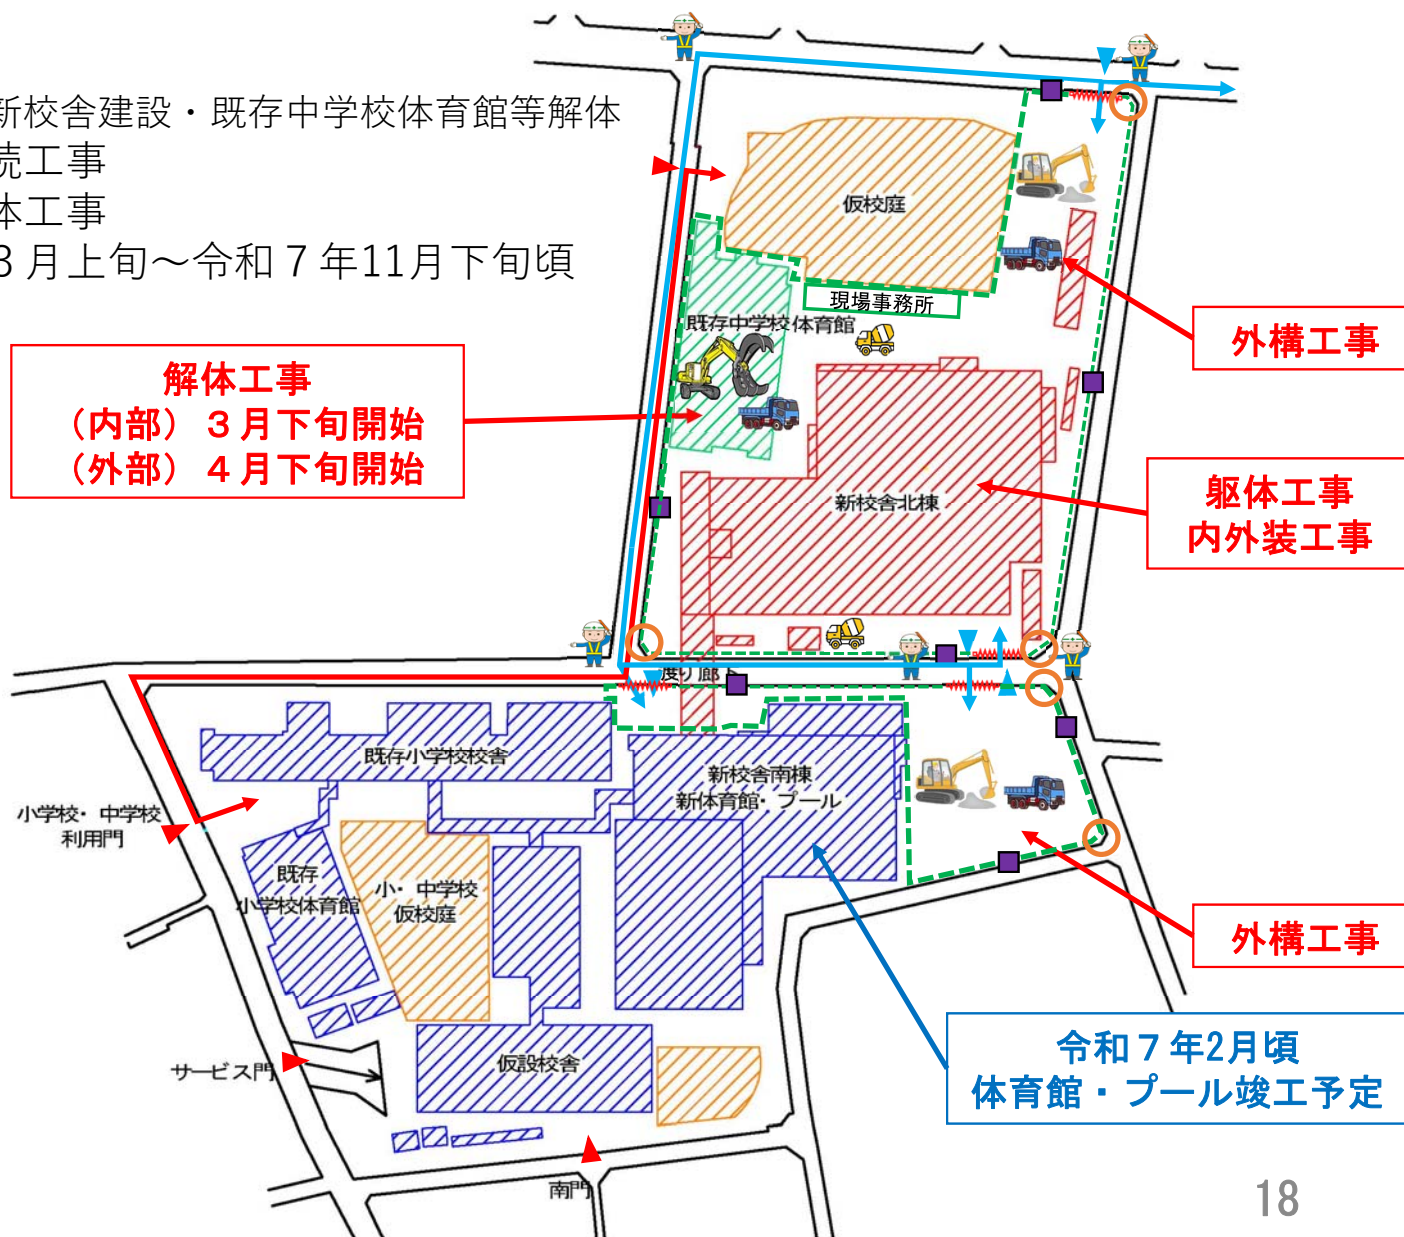 新校舎建設・既存中学校体育館等解体
続工事
体工事
3月上旬～令和７年11月下旬頃
仮校庭
現場事務所
既存中学校体育館
外構工事
解体工事
（内部）３月下旬開始
（外部）４月下旬開始
躯体工事
内外装工事
新校舎北棟
渡り廊下
既存小学校校舎
新校舎南棟
新体育館・プール
小学校・中学校
利用門
既存
小学校体育館
小・中学校
仮校庭
外構工事
令和７年2月頃
体育館・プール竣工予定
サービス門
仮設校舎
南門
18